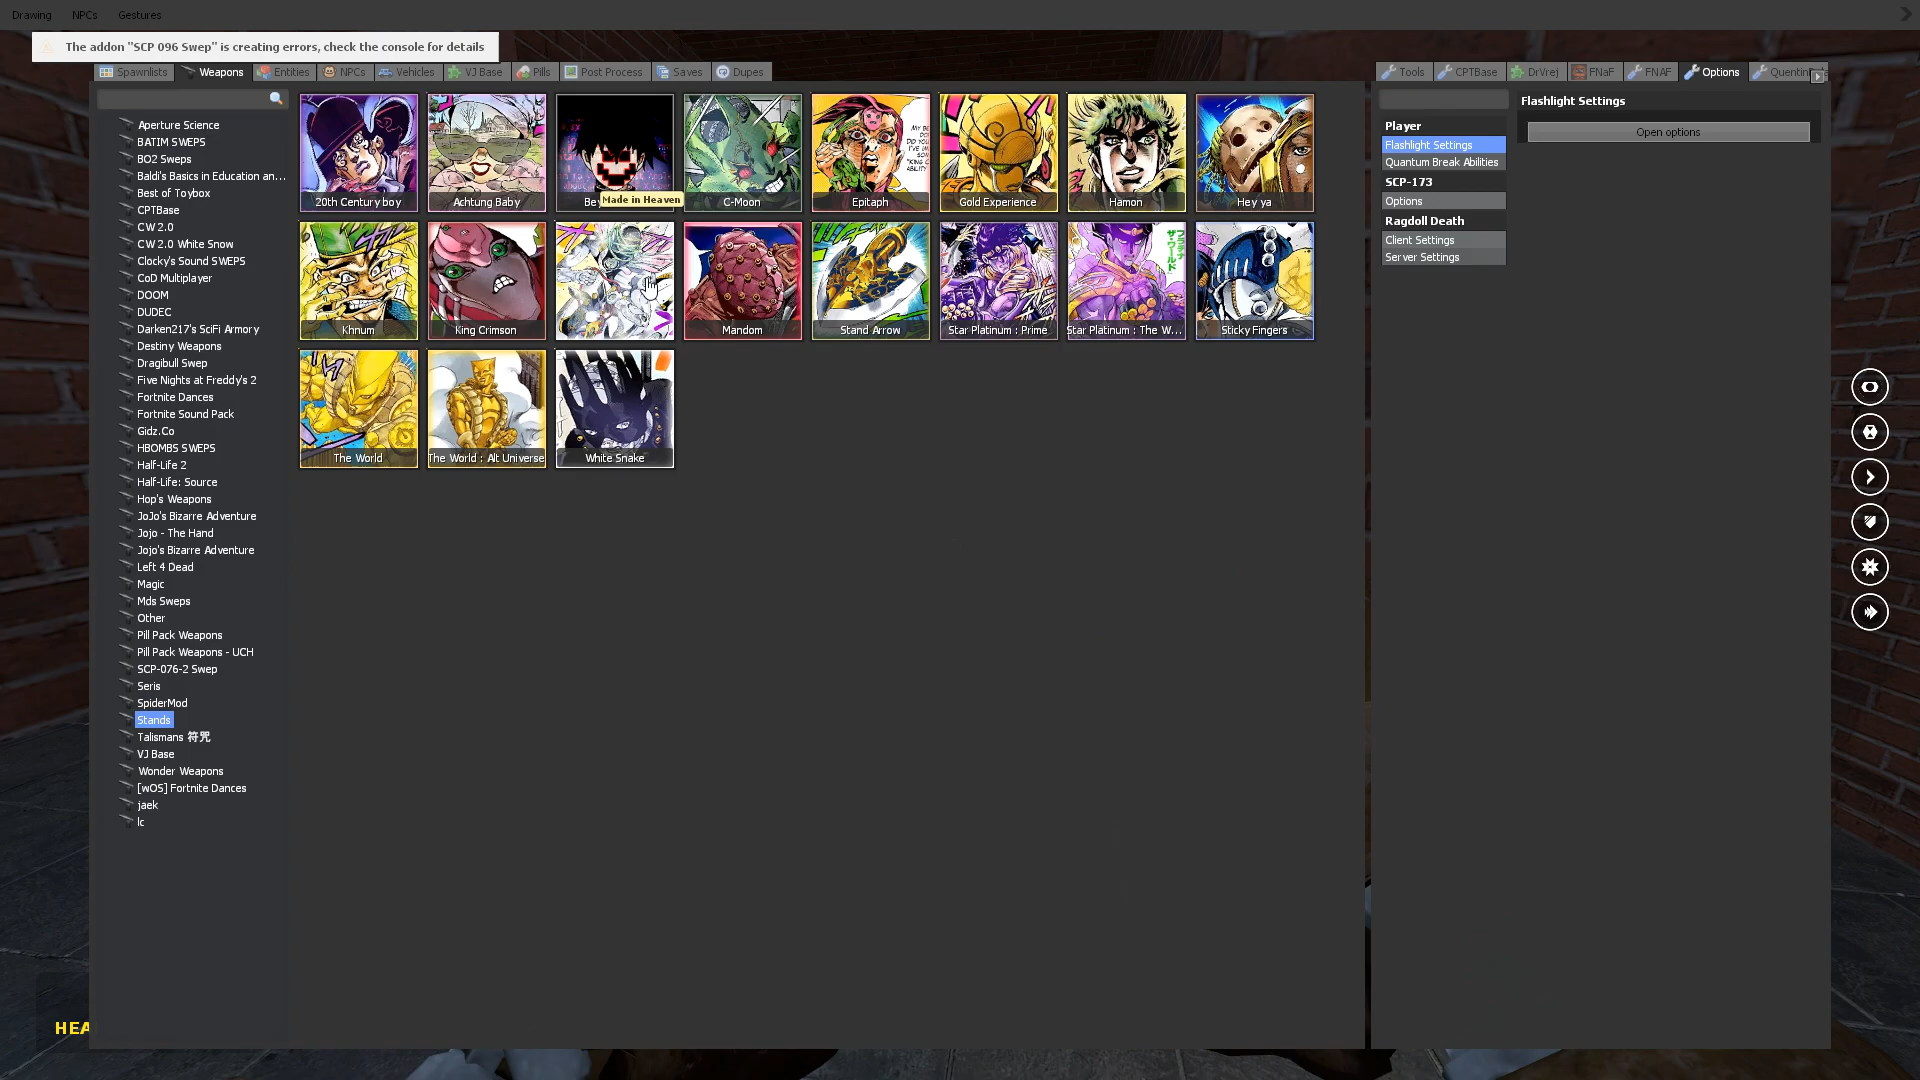 Drawing NPCs Gestures
The addon "SCP 096 Swep" is creating errors, check the console for details
Spawnlists Weapons Entities NPCs Vehicles VJ Base Pills Post Process Saves Dupes
Tools CPTBase DrVrej FNaF FNAF Options
Aperture Science
BATIM SWEPS
BO2 Sweps
Baldi's Basics in Education an...
Best of Toybox
CPTBase
CW 2.0
CW 2.0 White Snow
Clocky's Sound SWEPS
CoD Multiplayer
DOOM
DUDEC
Darken217's SciFi Armory
Destiny Weapons
Dragibull Swep
Five Nights at Freddy's 2
Fortnite Dances
Fortnite Sound Pack
Gidz.Co
HBOMBS SWEPS
Half-Life 2
Half-Life: Source
Hop's Weapons
JoJo's Bizarre Adventure
Jojo - The Hand
Jojo's Bizarre Adventure
Left 4 Dead
Magic
Mds Sweps
Other
Pill Pack Weapons
Pill Pack Weapons - UCH
SCP-076-2 Swep
Seris
SpiderMod
Stands
Talismans 符咒
VJ Base
Wonder Weapons
[wOS] Fortnite Dances
jaek
lc
20th Century boy Achtung Baby Made in Heaven C-Moon Epitaph Gold Experience Hamon Hey ya
Khnum King Crimson Mandom Stand Arrow Star Platinum : Prime Star Platinum : The W... Sticky Fingers
The World The World : Alt Universe White Snake
Player
Flashlight Settings
Quantum Break Abilities
SCP-173
Options
Ragdoll Death
Client Settings
Server Settings
Flashlight Settings
Open options
HEA